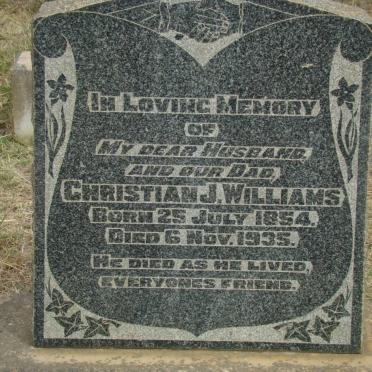 IN LOVING MEMORY
OF
MY DEAR HUSBAND,
AND OUR DAD,
CHRISTIAN J. WILLIAMS
BORN 25 JULY 1854.
DIED 6 NOV. 1935.
HE DIED AS HE LIVED,
EVERYONES FRIEND.